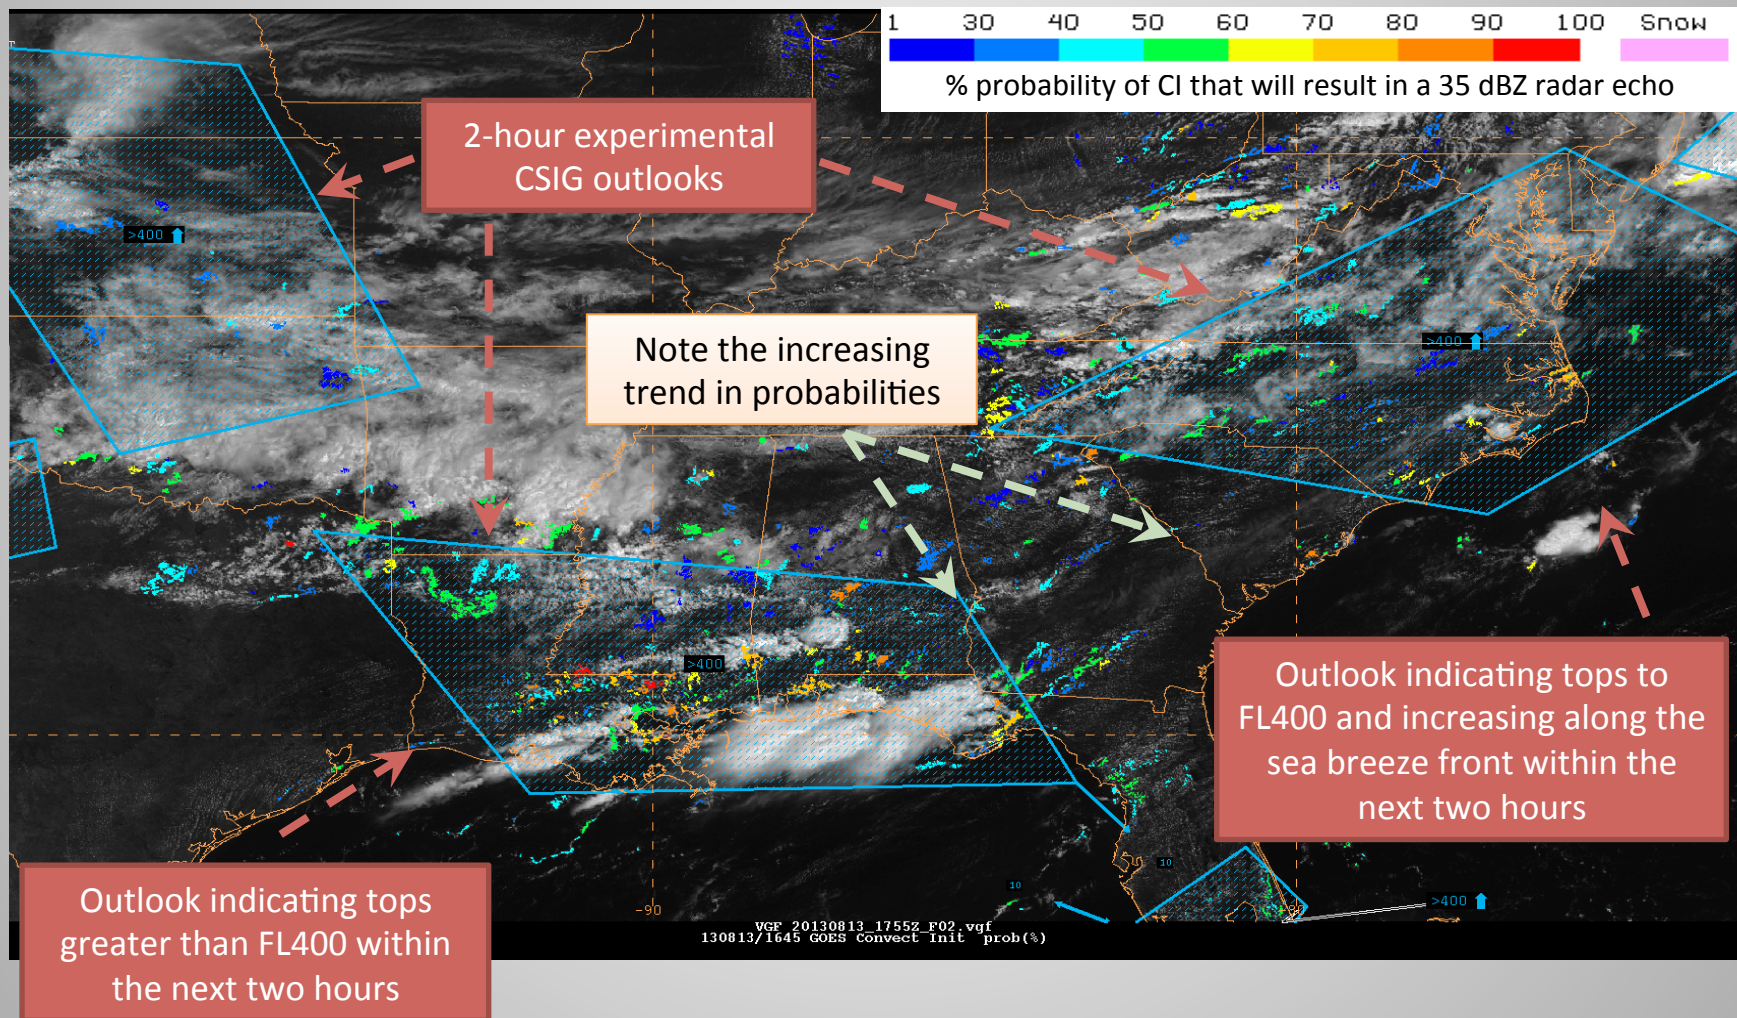 1 30 40 50 60 70 80 90 100 Snow
% probability of CI that will result in a 35 dBZ radar echo
2-hour experimental
CSIG outlooks
>400
Note the increasing
trend in probabilities
>400
>400
Outlook indicating tops to
FL400 and increasing along the
sea breeze front within the
next two hours
Outlook indicating tops
greater than FL400 within
the next two hours
10
10
>400
-90
VGF 20130813_1755Z_F02.vgf
130813/1645 GOES Convect Init prob(%)